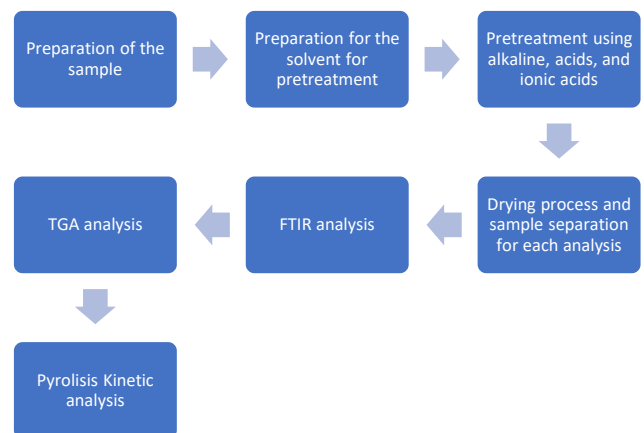 Preparation of the
sample
Preparation for the
solvent for
pretreatment
Pretreatment using
alkaline, acids, and
ionic acids
Drying process and
sample separation
for each analysis
FTIR analysis
TGA analysis
Pyrolisis Kinetic
analysis